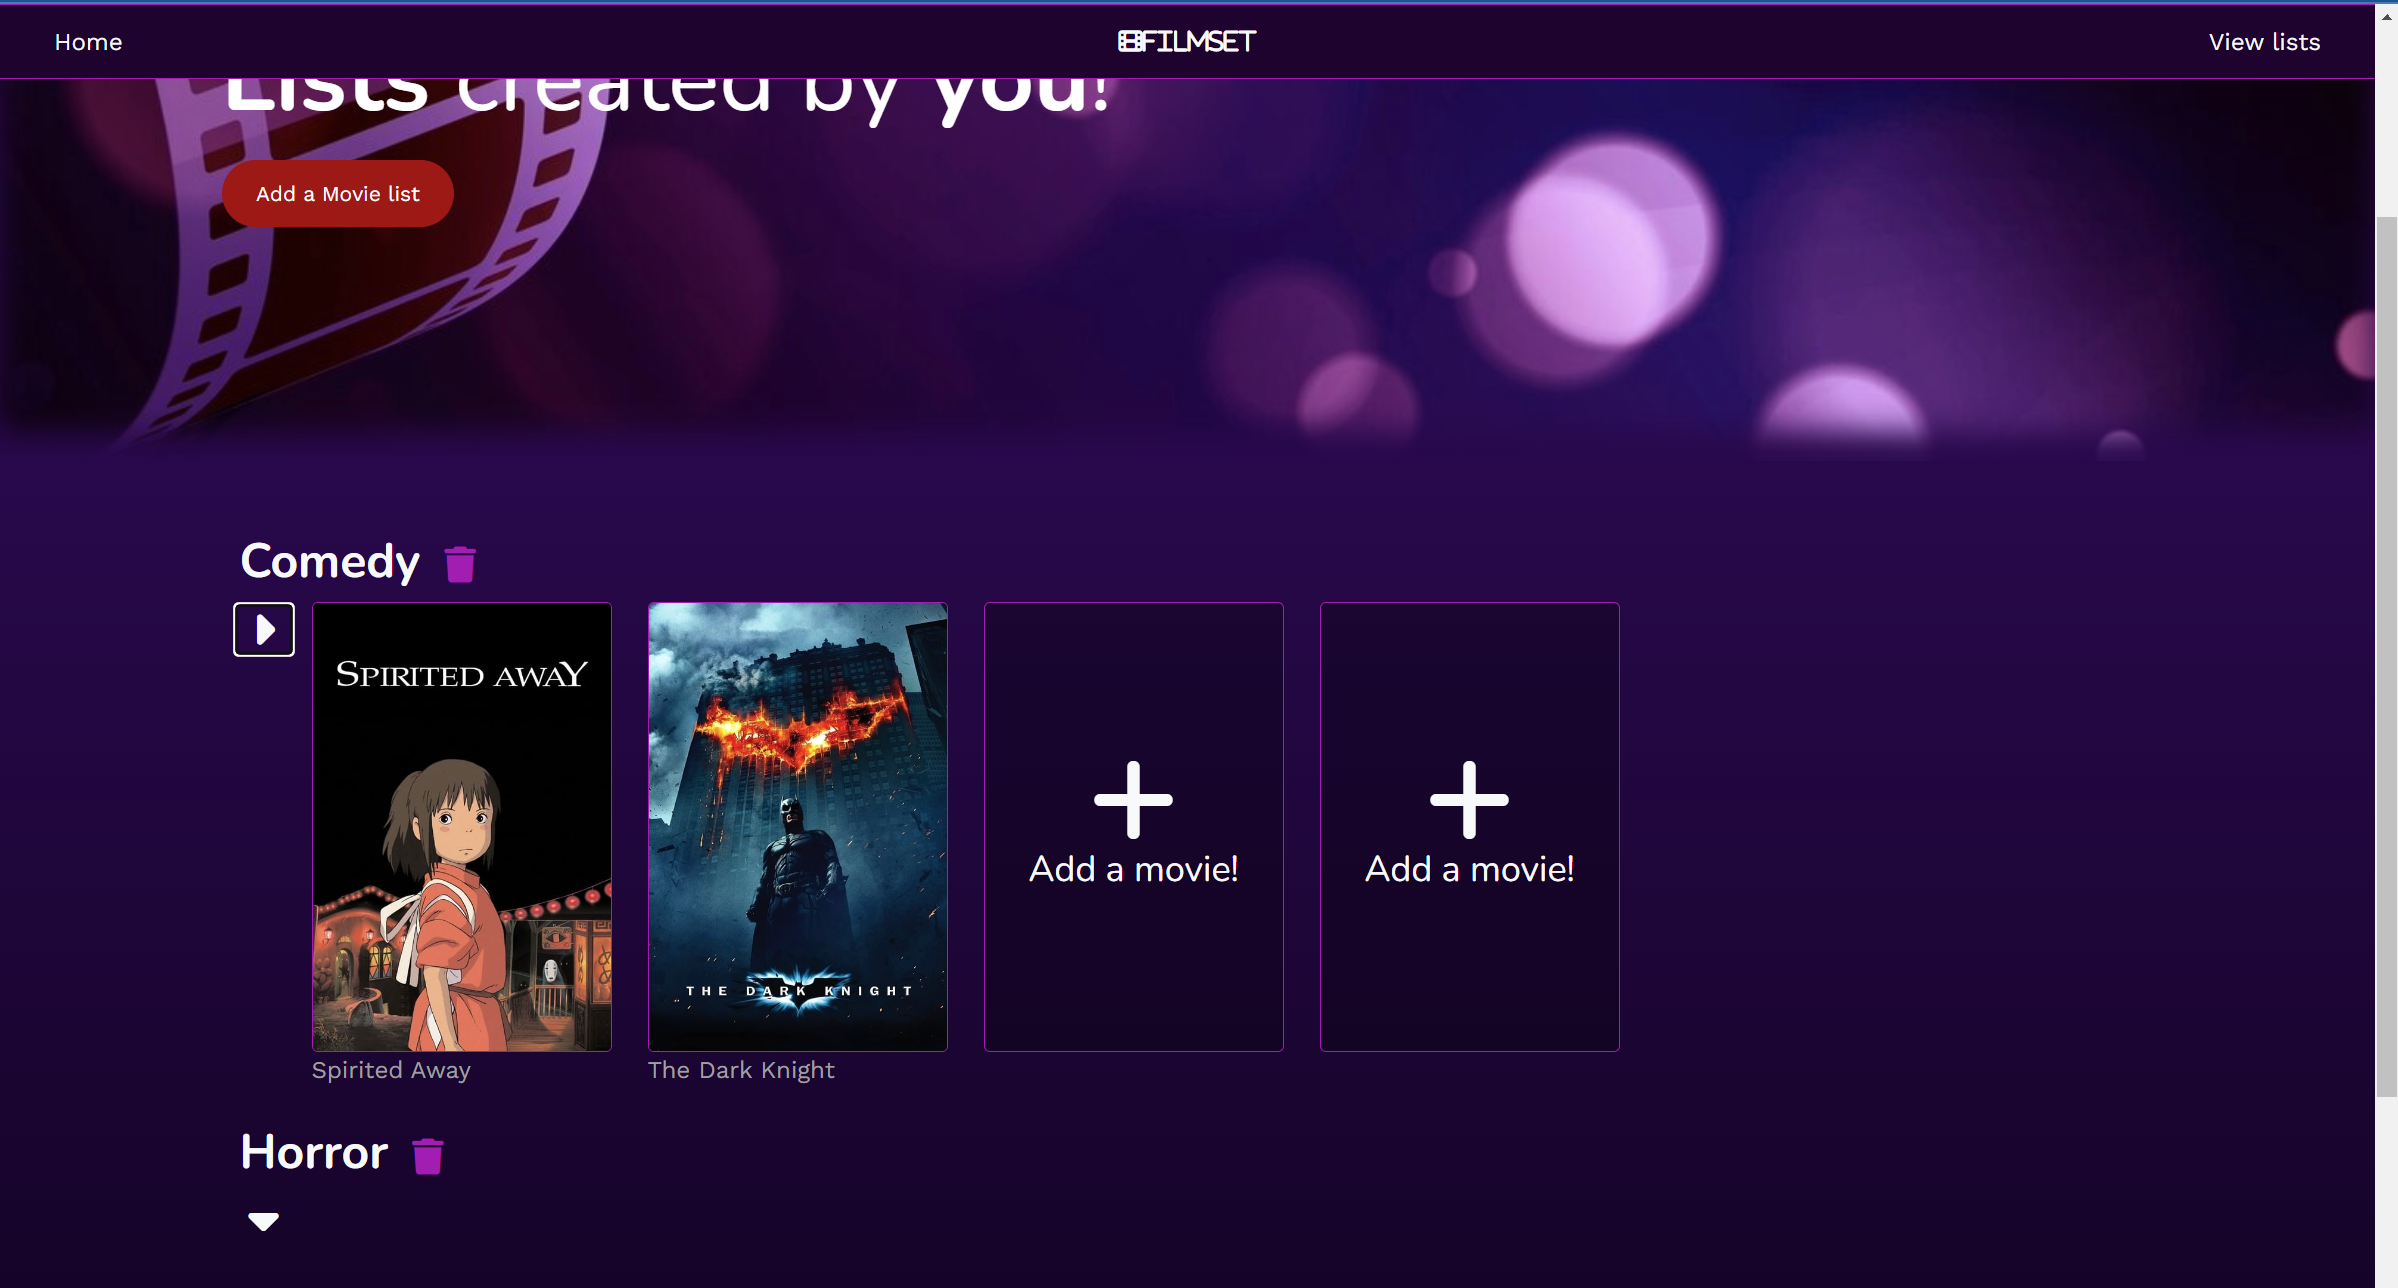 Home
FILMSET
View lists
Lists created by you!
Add a Movie list
Comedy
SPIRITED AWAY
THE DARK KNIGHT
Add a movie!
Add a movie!
Spirited Away
The Dark Knight
Horror